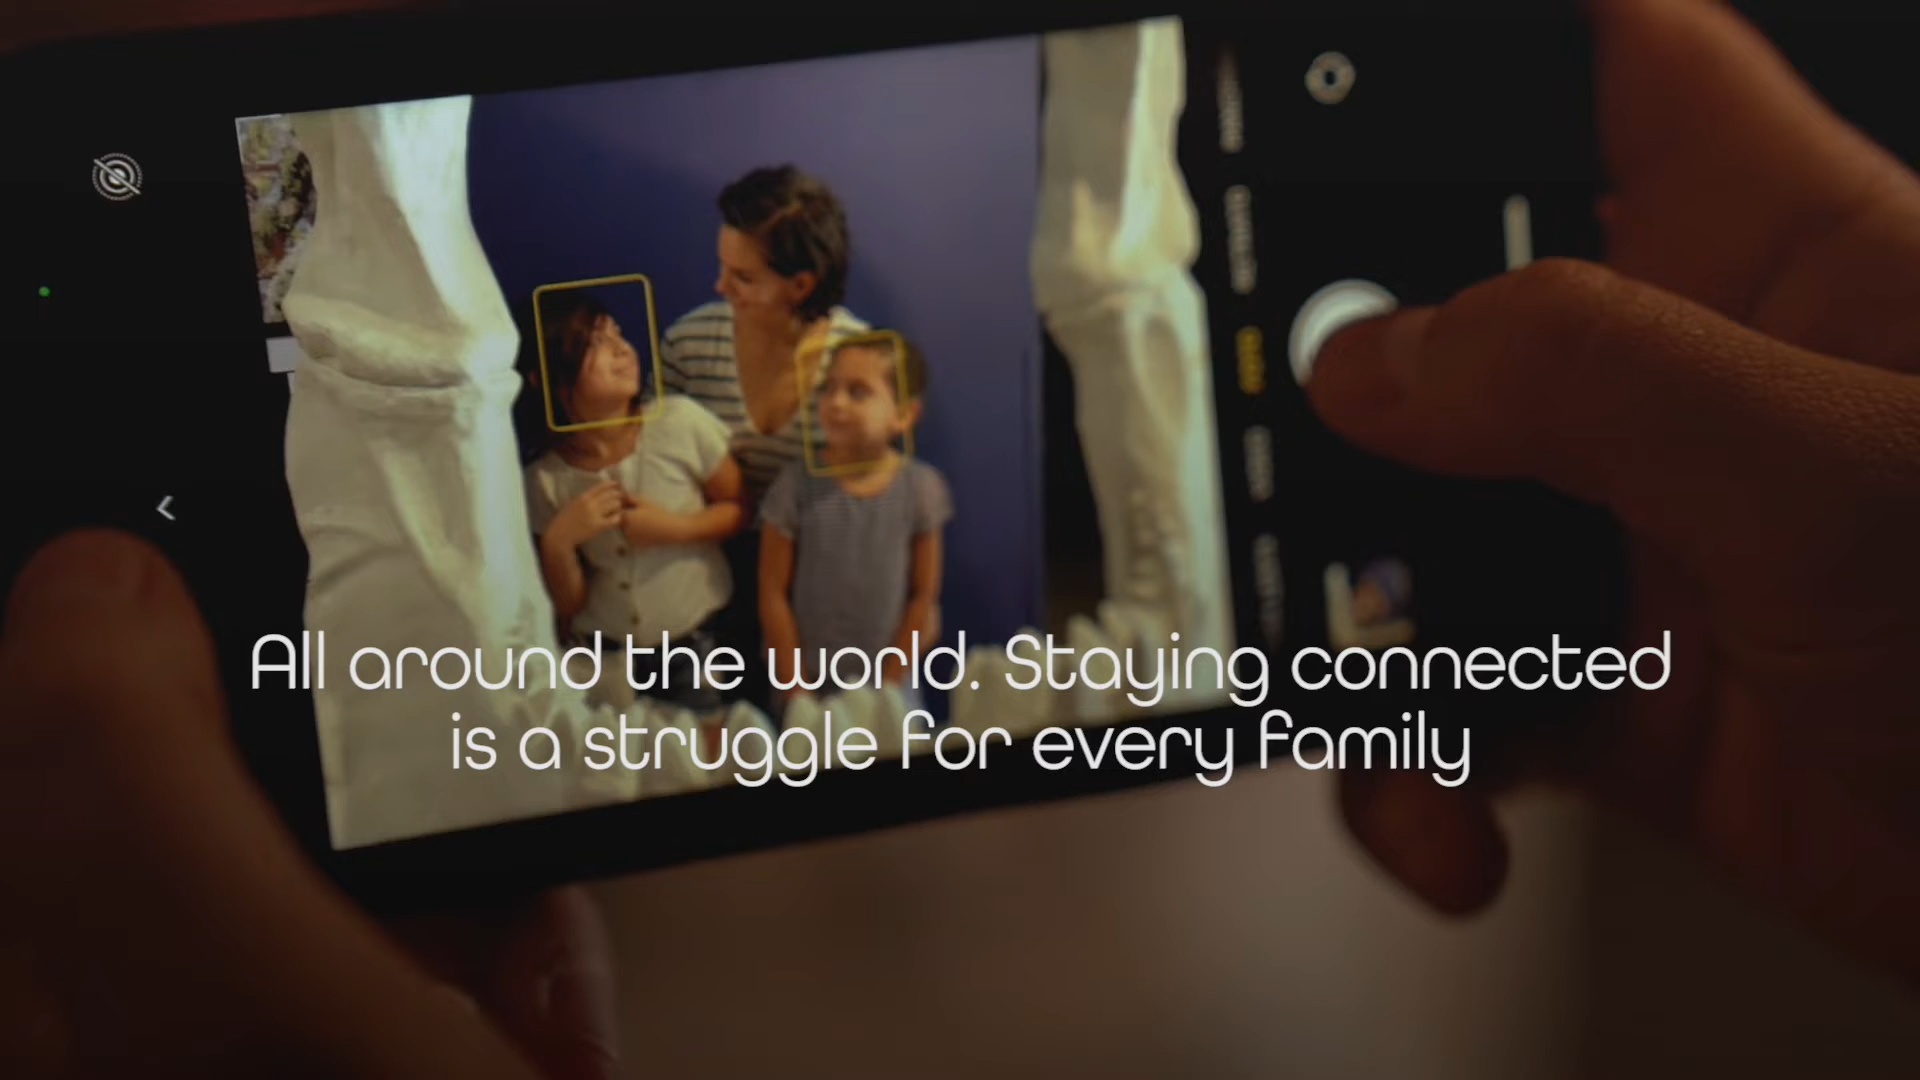 All around the world. Staying connected
is a struggle for every family